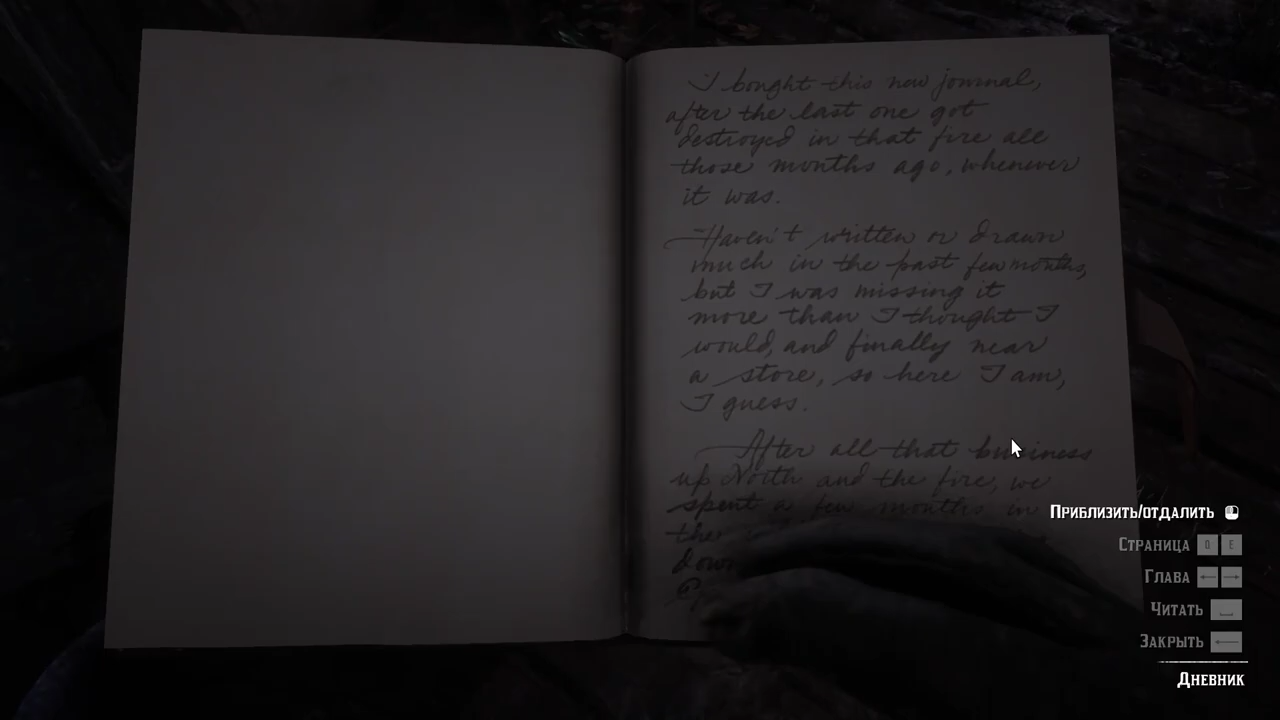 I bought this new journal,
after the last one got
destroyed in that fire all
those months ago, whenever
it was.
Haven't written or drawn
much in the past few months,
but I was missing it
more than I thought I
would, and finally near
a store, so here I am,
I guess.
After all that business
up North and the fire, we
spent a few months in
the
down
Приблизить/отдалить
Страница Q E
Глава ← →
Читать
Закрыть ←
Дневник